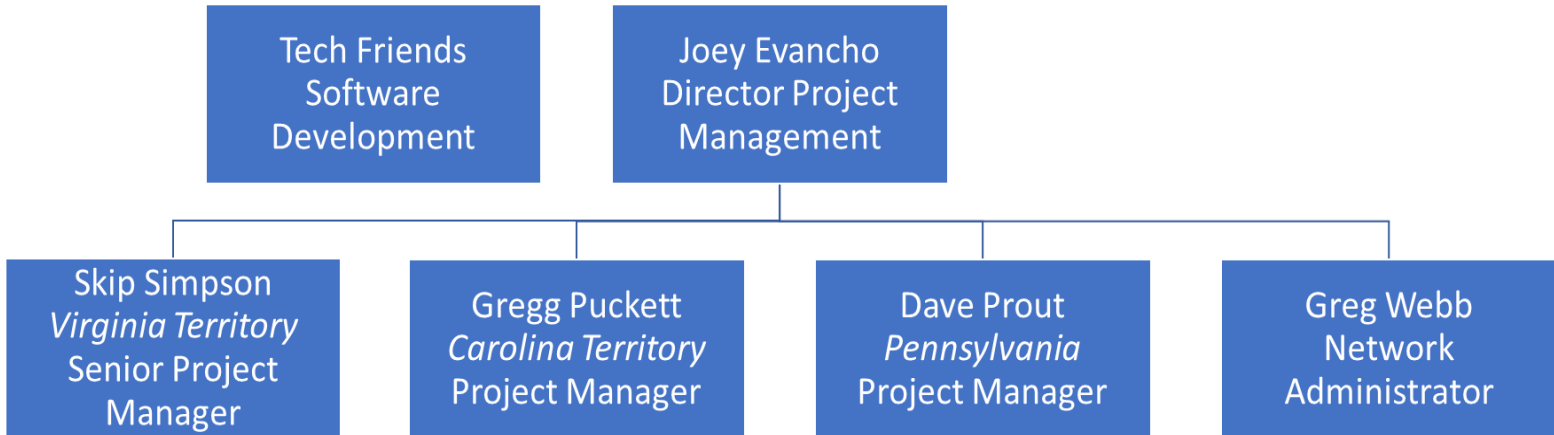 Tech Friends
Software
Development
Joey Evancho
Director Project
Management
Skip Simpson
Virginia Territory
Senior Project
Manager
Gregg Puckett
Carolina Territory
Project Manager
Dave Prout
Pennsylvania
Project Manager
Greg Webb
Network
Administrator